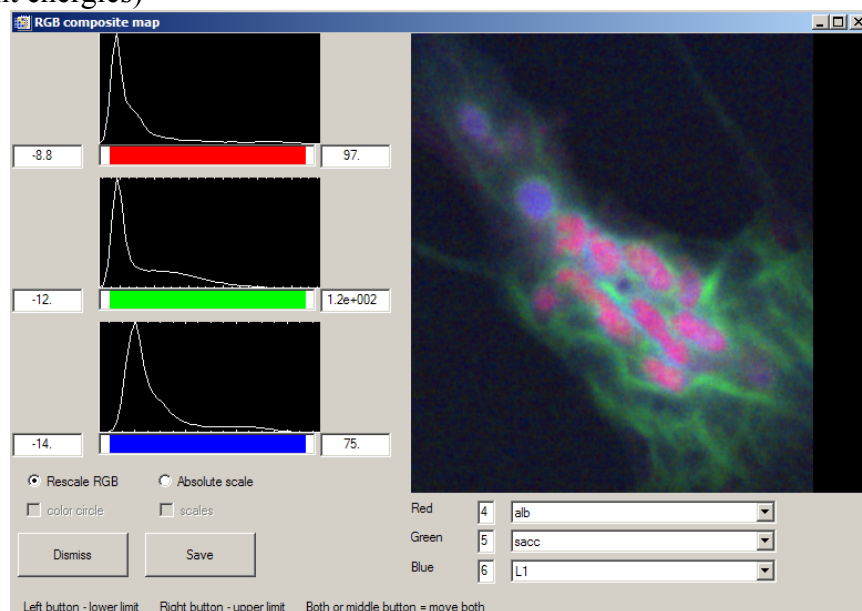 t energies)
RGB composite map
-8.8 97.
-12. 1.2e+002
-14. 75.
Rescale RGB Absolute scale
color circle scales
Dismiss Save
Red 4 alb
Green 5 sacc
Blue 6 L1
Left button - lower limit Right button - upper limit Both or middle button = move both